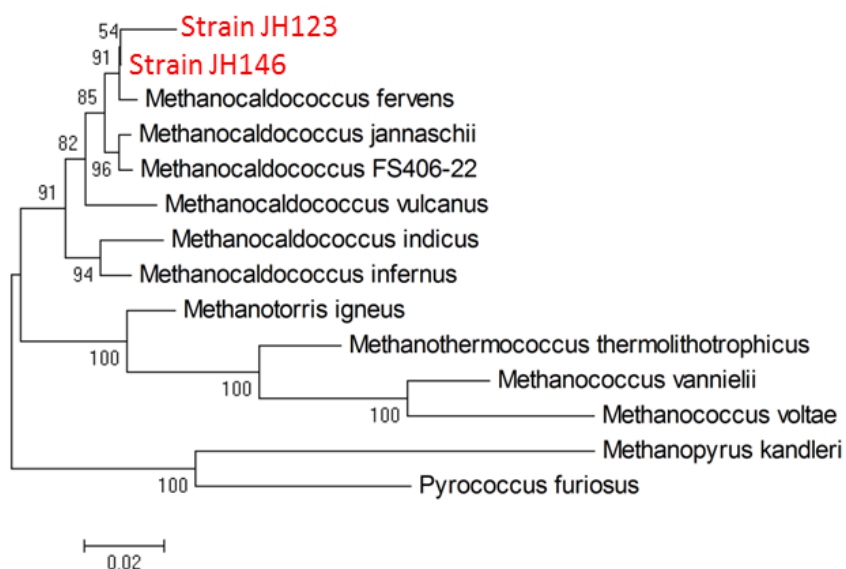 54 Strain JH123
91 Strain JH146
Methanocaldococcus fervens
85
Methanocaldococcus jannaschii
82
96 Methanocaldococcus FS406-22
91
Methanocaldococcus vulcanus
Methanocaldococcus indicus
94 Methanocaldococcus infernus
Methanotorris igneus
100
Methanothermococcus thermolithotrophicus
100
Methanococcus vannielii
100 Methanococcus voltae
Methanopyrus kandleri
100 Pyrococcus furiosus
0.02